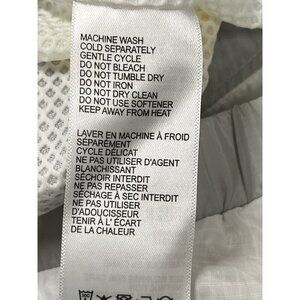 MACHINE WASH
COLD SEPARATELY
GENTLE CYCLE
DO NOT BLEACH
DO NOT TUMBLE DRY
DO NOT IRON
DO NOT DRY CLEAN
DO NOT USE SOFTENER
KEEP AWAY FROM HEAT
LAVER EN MACHINE À FROID
SÉPARÉMENT
CYCLE DÉLICAT
NE PAS UTILISER D'AGENT
BLANCHISSANT
SÉCHOIR INTERDIT
NE PAS REPASSER
SÉCHAGE À SEC INTERDIT
NE PAS UTILISER
D'ADOUCISSEUR
TENIR À L' ÉCART
DE LA CHALEUR